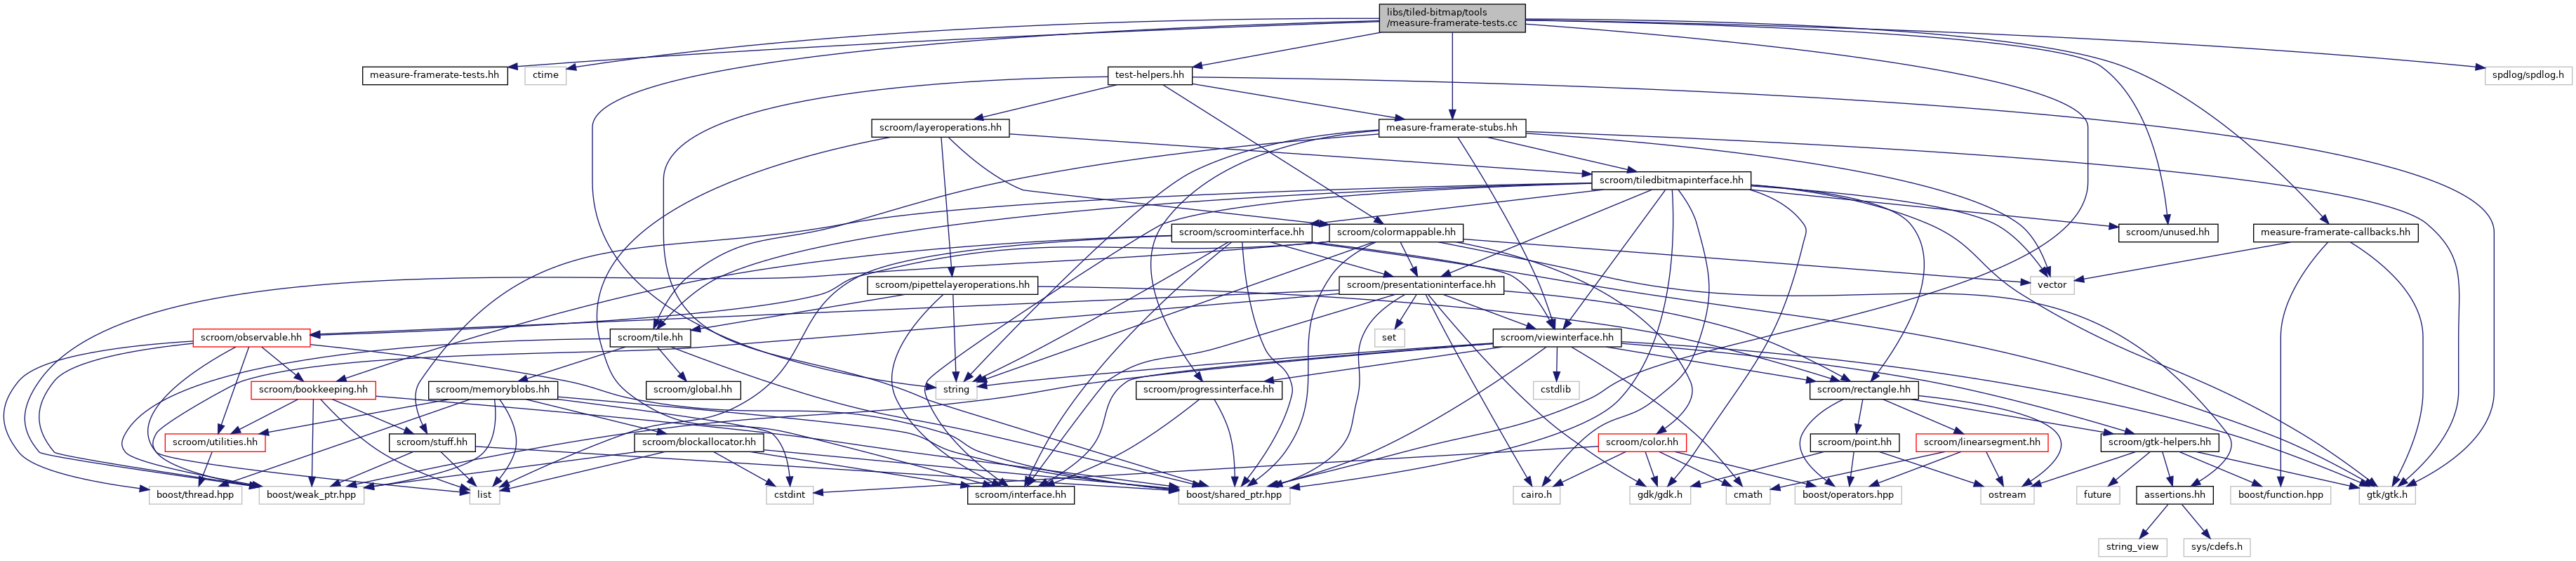 libs/tiled-bitmap/tools
/measure-framerate-tests.cc
measure-framerate-tests.hh
ctime
test-helpers.hh
spdlog/spdlog.h
scroom/layeroperations.hh
measure-framerate-stubs.hh
scroom/tiledbitmapinterface.hh
scroom/scroominterface.hh
scroom/colormappable.hh
scroom/unused.hh
measure-framerate-callbacks.hh
scroom/pipettelayeroperations.hh
scroom/presentationinterface.hh
vector
scroom/observable.hh
scroom/tile.hh
set
scroom/viewinterface.hh
scroom/bookkeeping.hh
scroom/memoryblobs.hh
scroom/global.hh
string
scroom/progressinterface.hh
cstdlib
scroom/rectangle.hh
scroom/utilities.hh
scroom/stuff.hh
scroom/blockallocator.hh
scroom/color.hh
scroom/point.hh
scroom/linearsegment.hh
scroom/gtk-helpers.hh
boost/thread.hpp
boost/weak_ptr.hpp
list
cstdint
scroom/interface.hh
boost/shared_ptr.hpp
cairo.h
gdk/gdk.h
cmath
boost/operators.hpp
ostream
future
assertions.hh
boost/function.hpp
gtk/gtk.h
string_view
sys/cdefs.h